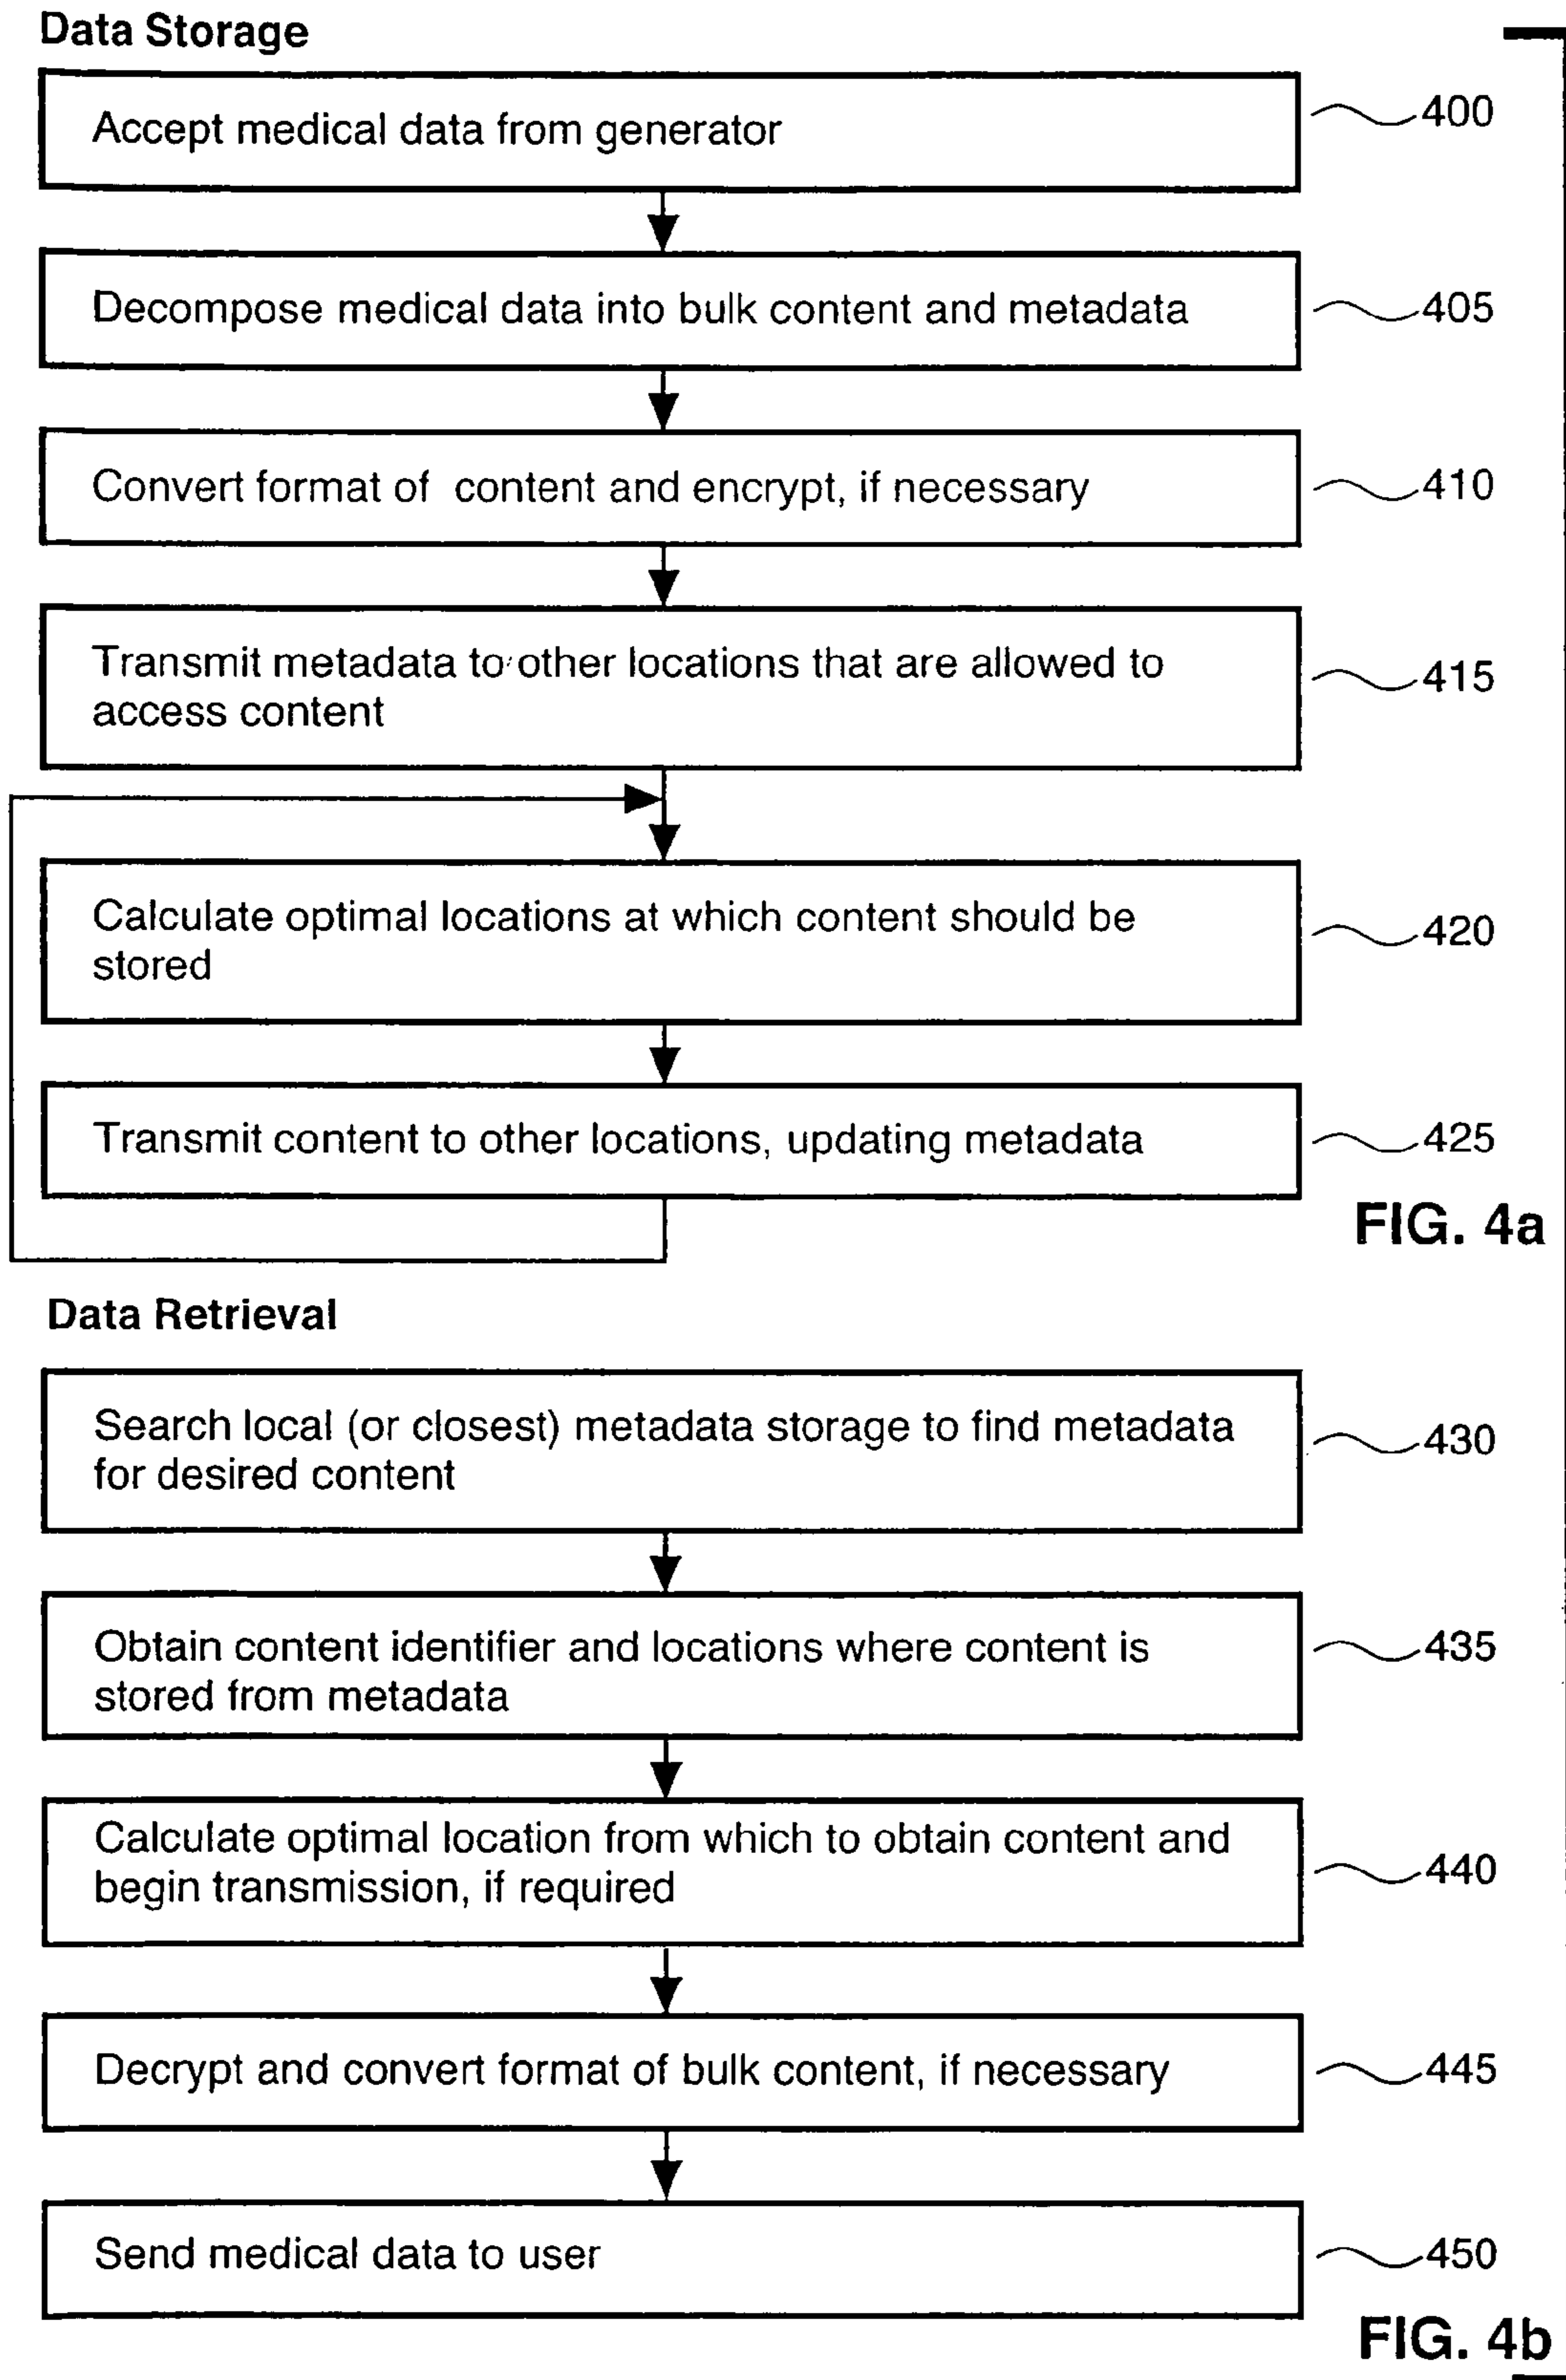 Data Storage
Accept medical data from generator
400
Decompose medical data into bulk content and metadata
405
Convert format of content and encrypt, if necessary
410
Transmit metadata to other locations that are allowed to
access content
415
Calculate optimal locations at which content should be
stored
420
Transmit content to other locations, updating metadata
425
FIG. 4a
Data Retrieval
Search local (or closest) metadata storage to find metadata
for desired content
430
Obtain content identifier and locations where content is
stored from metadata
435
Calculate optimal location from which to obtain content and
begin transmission, if required
440
Decrypt and convert format of bulk content, if necessary
445
Send medical data to user
450
FIG. 4b